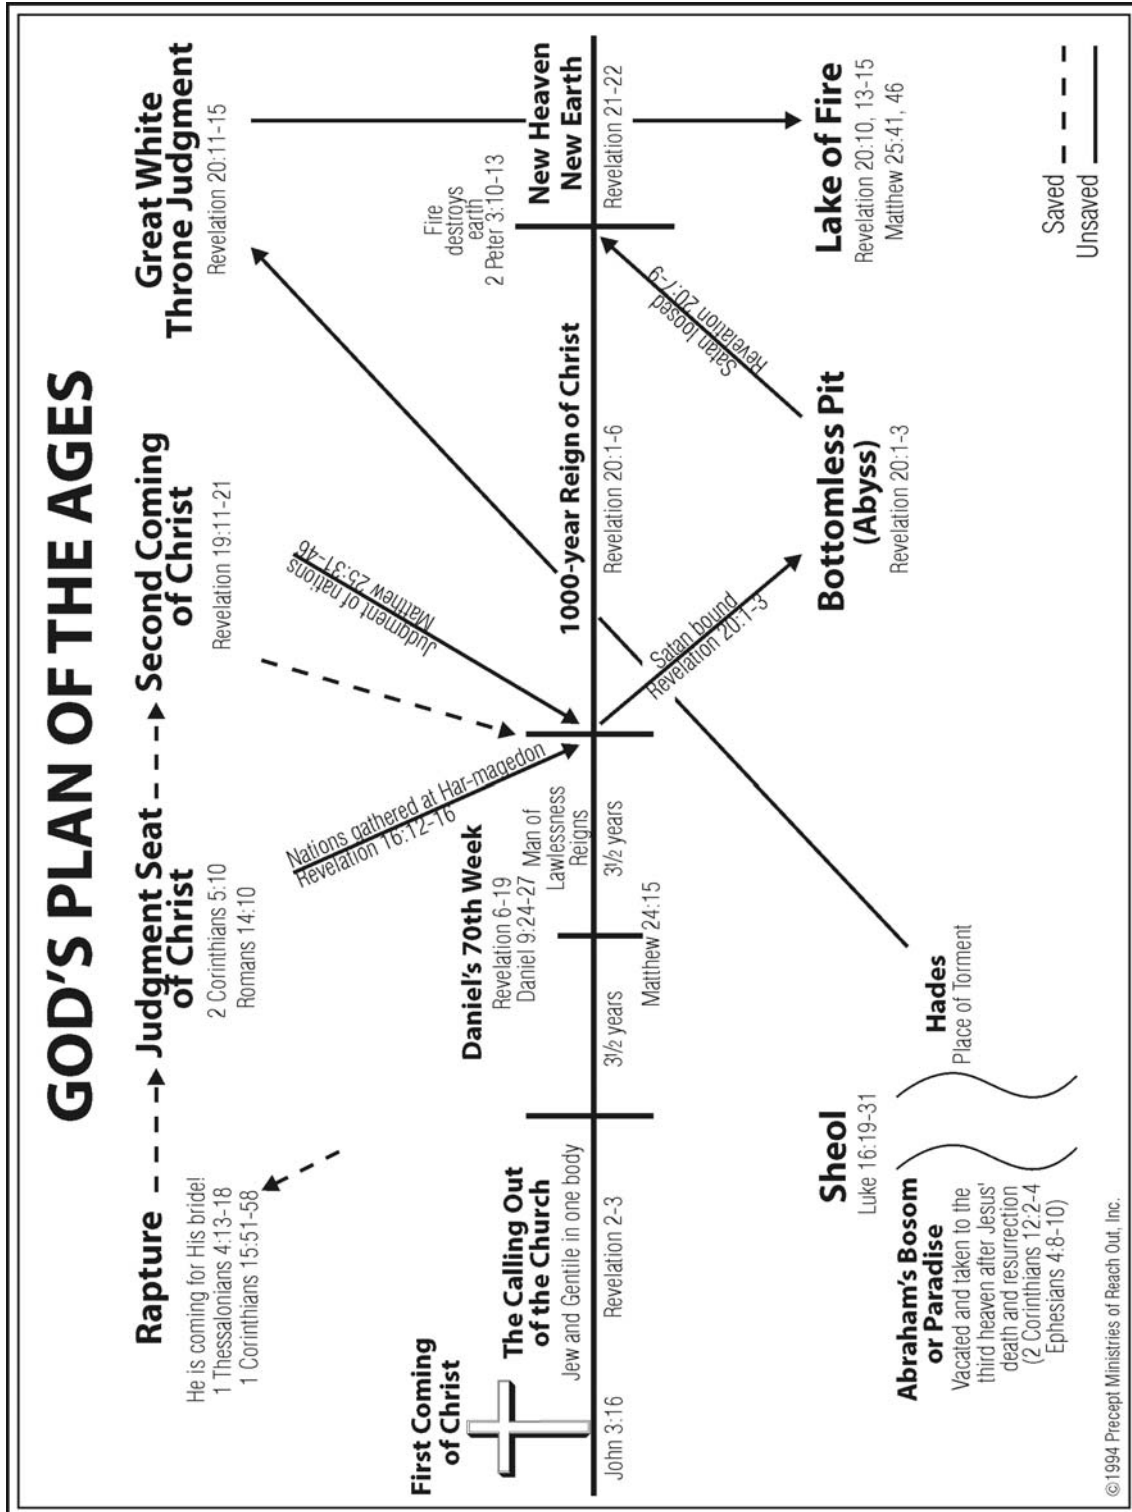 GOD'S PLAN OF THE AGES
Rapture
He is coming for His bride!
1 Thessalonians 4:13-18
1 Corinthians 15:51-58
Judgment Seat
of Christ
2 Corinthians 5:10
Romans 14:10
Second Coming
of Christ
Revelation 19:11-21
Great White
Throne Judgment
Revelation 20:11-15
Nations gathered at Har-magedon
Revelation 16:12-16
Judgment of nations
Matthew 25:31-46
First Coming
of Christ
John 3:16
The Calling Out
of the Church
Jew and Gentile in one body
Revelation 2-3
Daniel's 70th Week
Revelation 6-19
Daniel 9:24-27
Man of
Lawlessness
Reigns
3½ years
3½ years
Matthew 24:15
1000-year Reign of Christ
Revelation 20:1-6
Fire
destroys
earth
2 Peter 3:10-13
New Heaven
New Earth
Revelation 21-22
Satan bound
Revelation 20:1-3
Satan loosed
Revelation 20:7-9
Sheol
Luke 16:19-31
Abraham's Bosom
or Paradise
Vacated and taken to the
third heaven after Jesus'
death and resurrection
(2 Corinthians 12:2-4
Ephesians 4:8-10)
Hades
Place of Torment
Bottomless Pit
(Abyss)
Revelation 20:1-3
Lake of Fire
Revelation 20:10, 13-15
Matthew 25:41, 46
Saved
Unsaved
©1994 Precept Ministries of Reach Out, Inc.